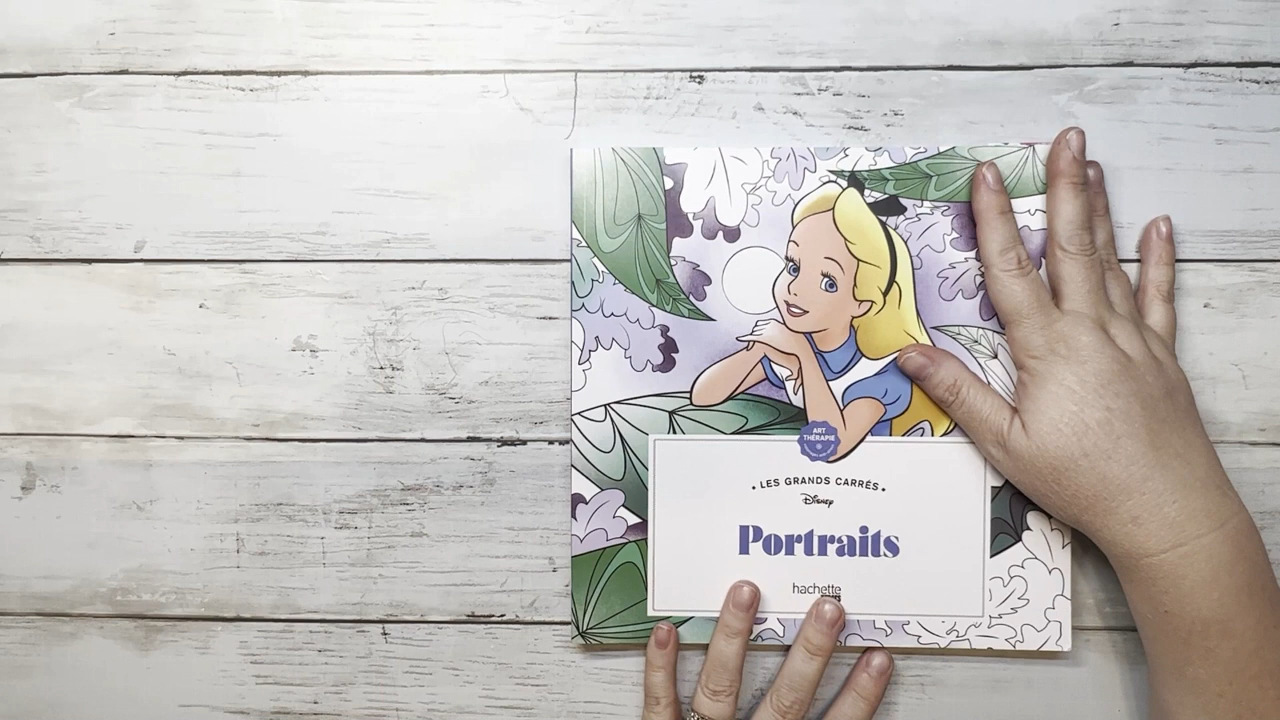 ART
THÉRAPIE
• LES GRANDS CARRÉS •
Disney
Portraits
hachette